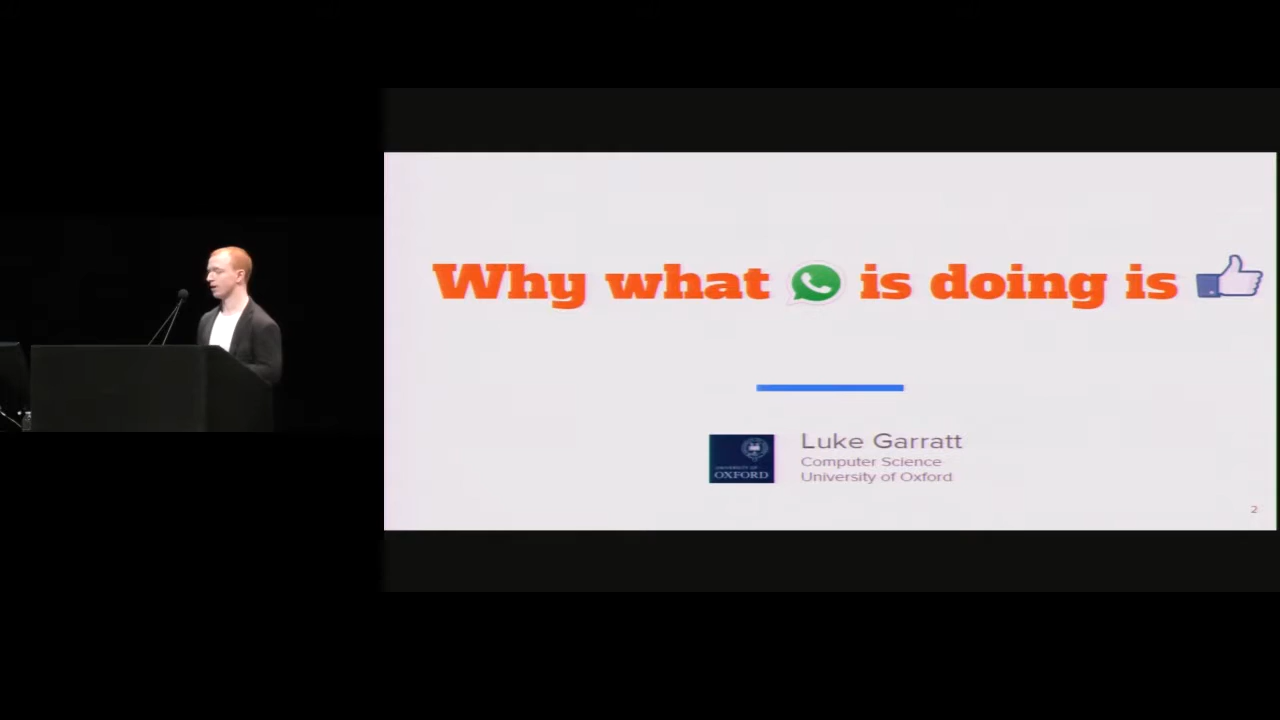 Why what is doing is
Luke Garratt
Computer Science
University of Oxford
UNIVERSITY OF
OXFORD
2